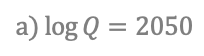 a) log Q = 2050